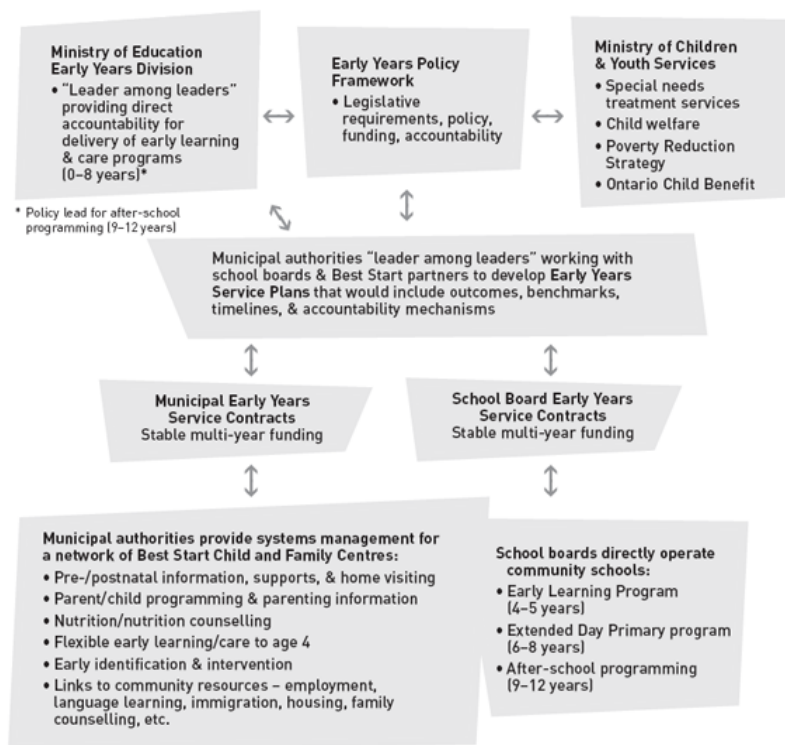 Ministry of Education
Early Years Division
• “Leader among leaders”
providing direct
accountability for
delivery of early learning
& care programs
(0–8 years)*
* Policy lead for after-school
programming (9–12 years)
Early Years Policy
Framework
• Legislative
requirements, policy,
funding, accountability
Ministry of Children
& Youth Services
• Special needs
treatment services
• Child welfare
• Poverty Reduction
Strategy
• Ontario Child Benefit
Municipal authorities “leader among leaders” working with
school boards & Best Start partners to develop Early Years
Service Plans that would include outcomes, benchmarks,
timelines, & accountability mechanisms
Municipal Early Years
Service Contracts
Stable multi-year funding
School Board Early Years
Service Contracts
Stable multi-year funding
Municipal authorities provide systems management for
a network of Best Start Child and Family Centres:
• Pre-/postnatal information, supports, & home visiting
• Parent/child programming & parenting information
• Nutrition/nutrition counselling
• Flexible early learning/care to age 4
• Early identification & intervention
• Links to community resources – employment,
language learning, immigration, housing, family
counselling, etc.
School boards directly operate
community schools:
• Early Learning Program
(4–5 years)
• Extended Day Primary program
(6–8 years)
• After-school programming
(9–12 years)